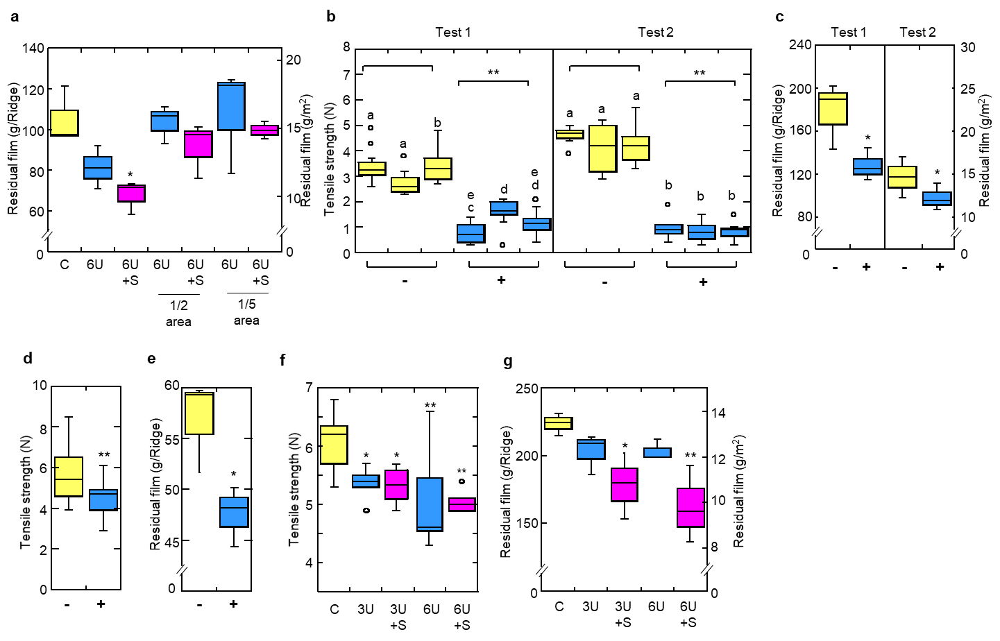 a
140
120
100
80
60
0
Residual film (g/Ridge)
20
15
10
0
Residual film (g/m2)
*
C 6U 6U 6U 6U 6U 6U
+S +S +S
1/2 1/5
area area
b
Test 1 Test 2
8
7
6
5
4
3
2
1
0
Tensile strength (N)
** **
a a b e c d e d
a a a b b b
- + - +
c
Test 1 Test 2
240
200
160
120
80
0
Residual film (g/Ridge)
30
25
20
15
10
0
Residual film (g/m2)
* *
- + - +
d
10
8
6
4
2
0
Tensile strength (N)
**
- +
e
60
55
50
45
0
Residual film (g/Ridge)
*
- +
f
7
6
5
4
Tensile strength (N)
* * ** **
C 3U 3U 6U 6U
+S +S
g
250
200
150
0
Residual film (g/Ridge)
14
12
10
8
0
Residual film (g/m2)
* **
C 3U 3U 6U 6U
+S +S